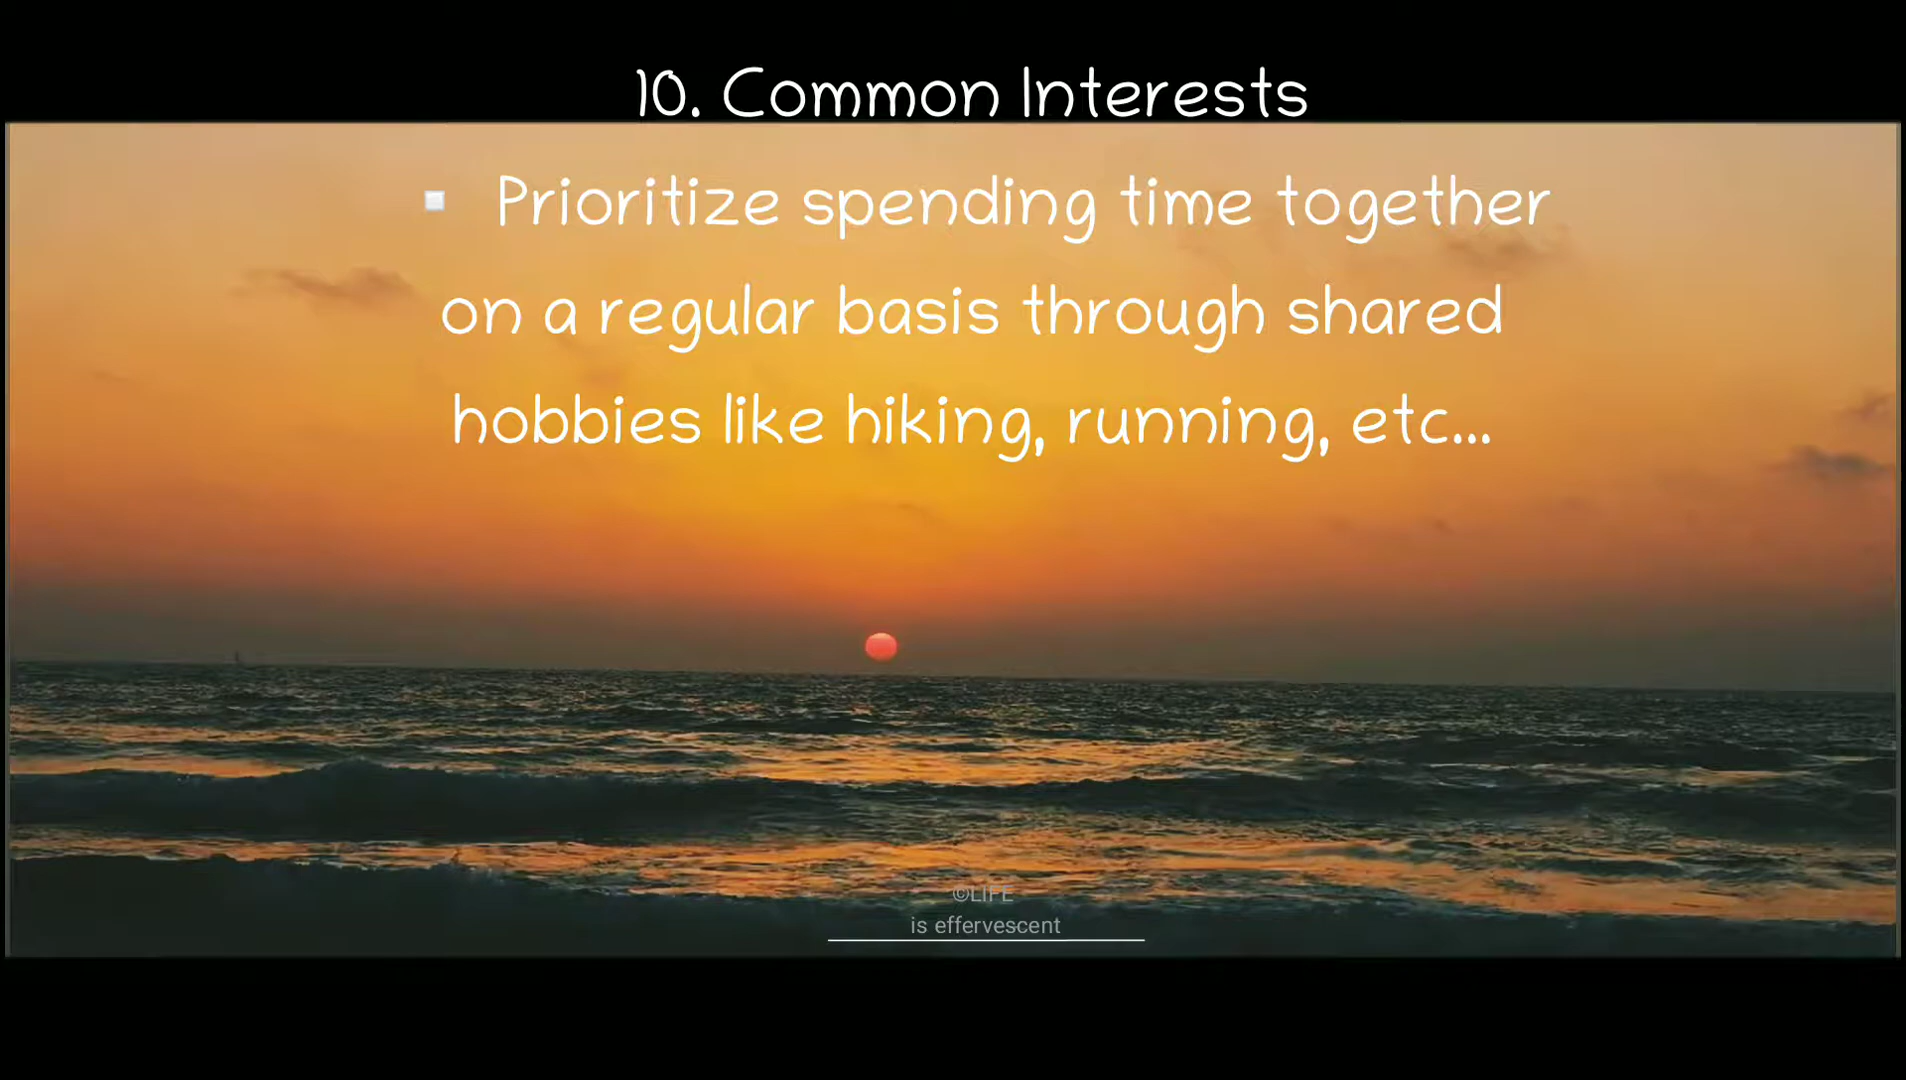 10. Common Interests
▫ Prioritize spending time together
on a regular basis through shared
hobbies like hiking, running, etc...
©LIFE
is effervescent